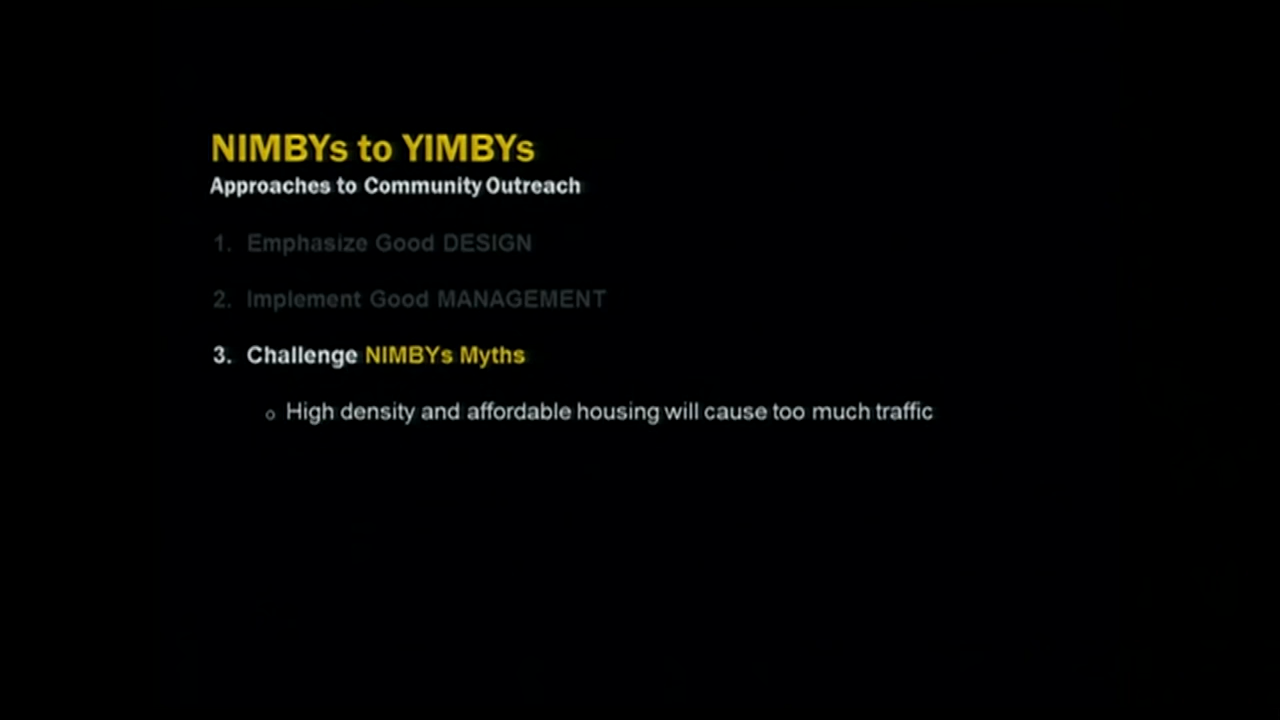 NIMBYs to YIMBYs
Approaches to Community Outreach
1. Emphasize Good DESIGN
2. Implement Good MANAGEMENT
3. Challenge NIMBYs Myths
o High density and affordable housing will cause too much traffic